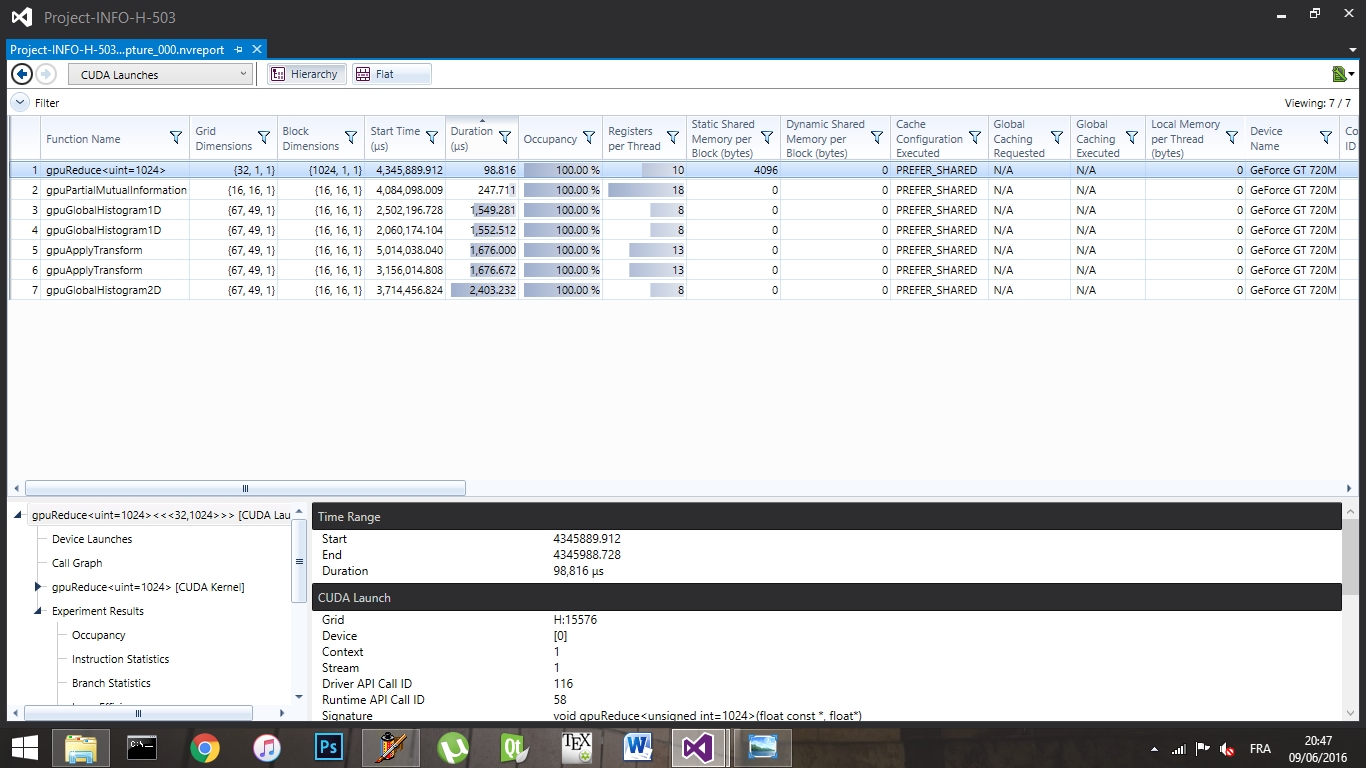 Project-INFO-H-503
Project-INFO-H-503...pture_000.nvreport
CUDA Launches Hierarchy Flat
Filter Viewing: 7 / 7
Function Name Grid Dimensions Block Dimensions Start Time (µs) Duration (µs) Occupancy Registers per Thread Static Shared Memory per Block (bytes) Dynamic Shared Memory per Block (bytes) Cache Configuration Executed Global Caching Requested Global Caching Executed Local Memory per Thread (bytes) Device Name Co ID
1 gpuReduce<uint=1024> {32, 1, 1} {1024, 1, 1} 4,345,889.912 98.816 100.00 % 10 4096 0 PREFER_SHARED N/A N/A 0 GeForce GT 720M
2 gpuPartialMutualInformation {16, 16, 1} {16, 16, 1} 4,084,098.009 247.711 100.00 % 18 0 0 PREFER_SHARED N/A N/A 0 GeForce GT 720M
3 gpuGlobalHistogram1D {67, 49, 1} {16, 16, 1} 2,502,196.728 1,549.281 100.00 % 8 0 0 PREFER_SHARED N/A N/A 0 GeForce GT 720M
4 gpuGlobalHistogram1D {67, 49, 1} {16, 16, 1} 2,060,174.104 1,552.512 100.00 % 8 0 0 PREFER_SHARED N/A N/A 0 GeForce GT 720M
5 gpuApplyTransform {67, 49, 1} {16, 16, 1} 5,014,038.040 1,676.000 100.00 % 13 0 0 PREFER_SHARED N/A N/A 0 GeForce GT 720M
6 gpuApplyTransform {67, 49, 1} {16, 16, 1} 3,156,014.808 1,676.672 100.00 % 13 0 0 PREFER_SHARED N/A N/A 0 GeForce GT 720M
7 gpuGlobalHistogram2D {67, 49, 1} {16, 16, 1} 3,714,456.824 2,403.232 100.00 % 8 0 0 PREFER_SHARED N/A N/A 0 GeForce GT 720M
gpuReduce<uint=1024><<<32,1024>>> [CUDA Lau
Device Launches
Call Graph
gpuReduce<uint=1024> [CUDA Kernel]
Experiment Results
Occupancy
Instruction Statistics
Branch Statistics
Time Range
Start 4345889.912
End 4345988.728
Duration 98,816 µs
CUDA Launch
Grid H:15576
Device [0]
Context 1
Stream 1
Driver API Call ID 116
Runtime API Call ID 58
Signature void gpuReduce<unsigned int=1024>(float const *, float*)
C:\_
Ps
Qt
TEX
W
FRA
20:47
09/06/2016